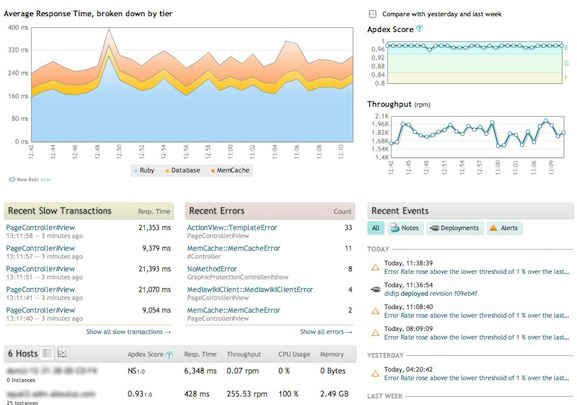 Average Response Time, broken down by tier
400 ms
320 ms
240 ms
160 ms
80 ms
0 ms
12:42
12:44
12:46
12:48
12:50
12:52
12:54
12:56
12:58
13:00
13:02
13:04
13:06
13:08
13:10
Ruby
Database
MemCache
New Relic
Compare with yesterday and last week
Apdex Score ?
1
0.96
0.92
0.88
0.84
0.8
E
G
F
Throughput (rpm)
2.1K
1.96K
1.82K
1.68K
1.54K
1.4K
12:42
12:45
12:48
12:51
12:54
12:57
13:00
13:03
13:06
13:09
Recent Slow Transactions Resp. Time
PageController#view 21,353 ms
13:11:58 — 3 minutes ago
PageController#view 9,379 ms
13:11:57 — 3 minutes ago
PageController#view 21,393 ms
13:11:51 — 3 minutes ago
PageController#view 21,070 ms
13:11:41 — 3 minutes ago
PageController#view 9,054 ms
13:11:40 — 3 minutes ago
Show all slow transactions →
Recent Errors Count
ActionView::TemplateError 33
PageController#view
MemCache::MemCacheError 11
#Controller
NoMethodError 8
GraphicProtectionController#show
MediawikiClient::MediawikiClientError 4
PageController#view
MemCache::MemCacheError 2
PageController#view
Show all errors →
Recent Events
All Notes Deployments Alerts
TODAY
Today, 11:38:39
Error Rate rose above the lower threshold of 1 % over the last...
Today, 11:36:54
didip deployed revision f09eb4f
Today, 11:08:40
Error Rate rose above the lower threshold of 1 % over the last...
Today, 08:09:09
Error Rate rose above the lower threshold of 1 % over the last...
YESTERDAY
Today, 04:20:42
Error Rate rose above the lower threshold of 1 % over the last...
LAST WEEK
6 Hosts Apdex Score ? Resp. Time Throughput CPU Usage Memory
NS1.0 6,348 ms 0.07 rpm 0 % 0 Bytes
0 Instances
0.931.0 428 ms 255.53 rpm 100 % 2.49 GB
25 Instances